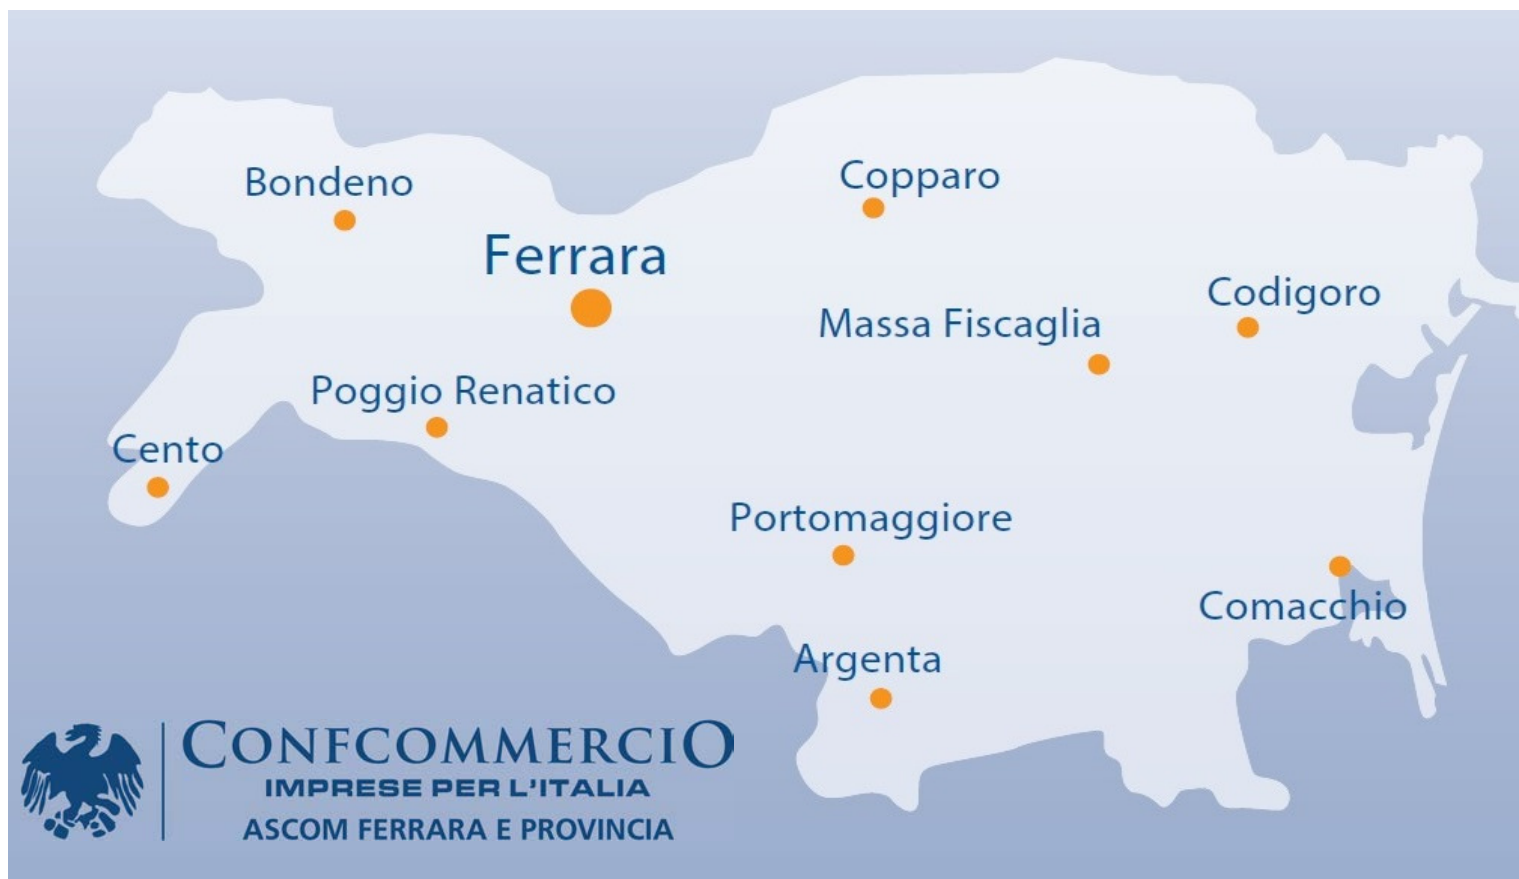 Bondeno
Copparo
Ferrara
Codigoro
Massa Fiscaglia
Poggio Renatico
Cento
Portomaggiore
Comacchio
Argenta
CONFCOMMERCIO
IMPRESE PER L'ITALIA
ASCOM FERRARA E PROVINCIA